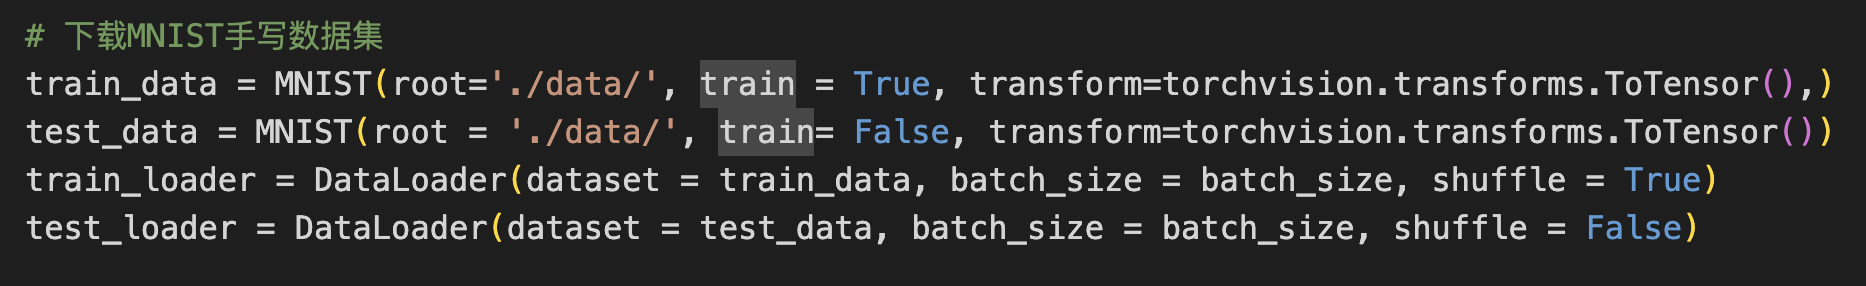 # 下载MNIST手写数据集
train_data = MNIST(root='./data/', train = True, transform=torchvision.transforms.ToTensor(),)
test_data = MNIST(root = './data/', train= False, transform=torchvision.transforms.ToTensor())
train_loader = DataLoader(dataset = train_data, batch_size = batch_size, shuffle = True)
test_loader = DataLoader(dataset = test_data, batch_size = batch_size, shuffle = False)